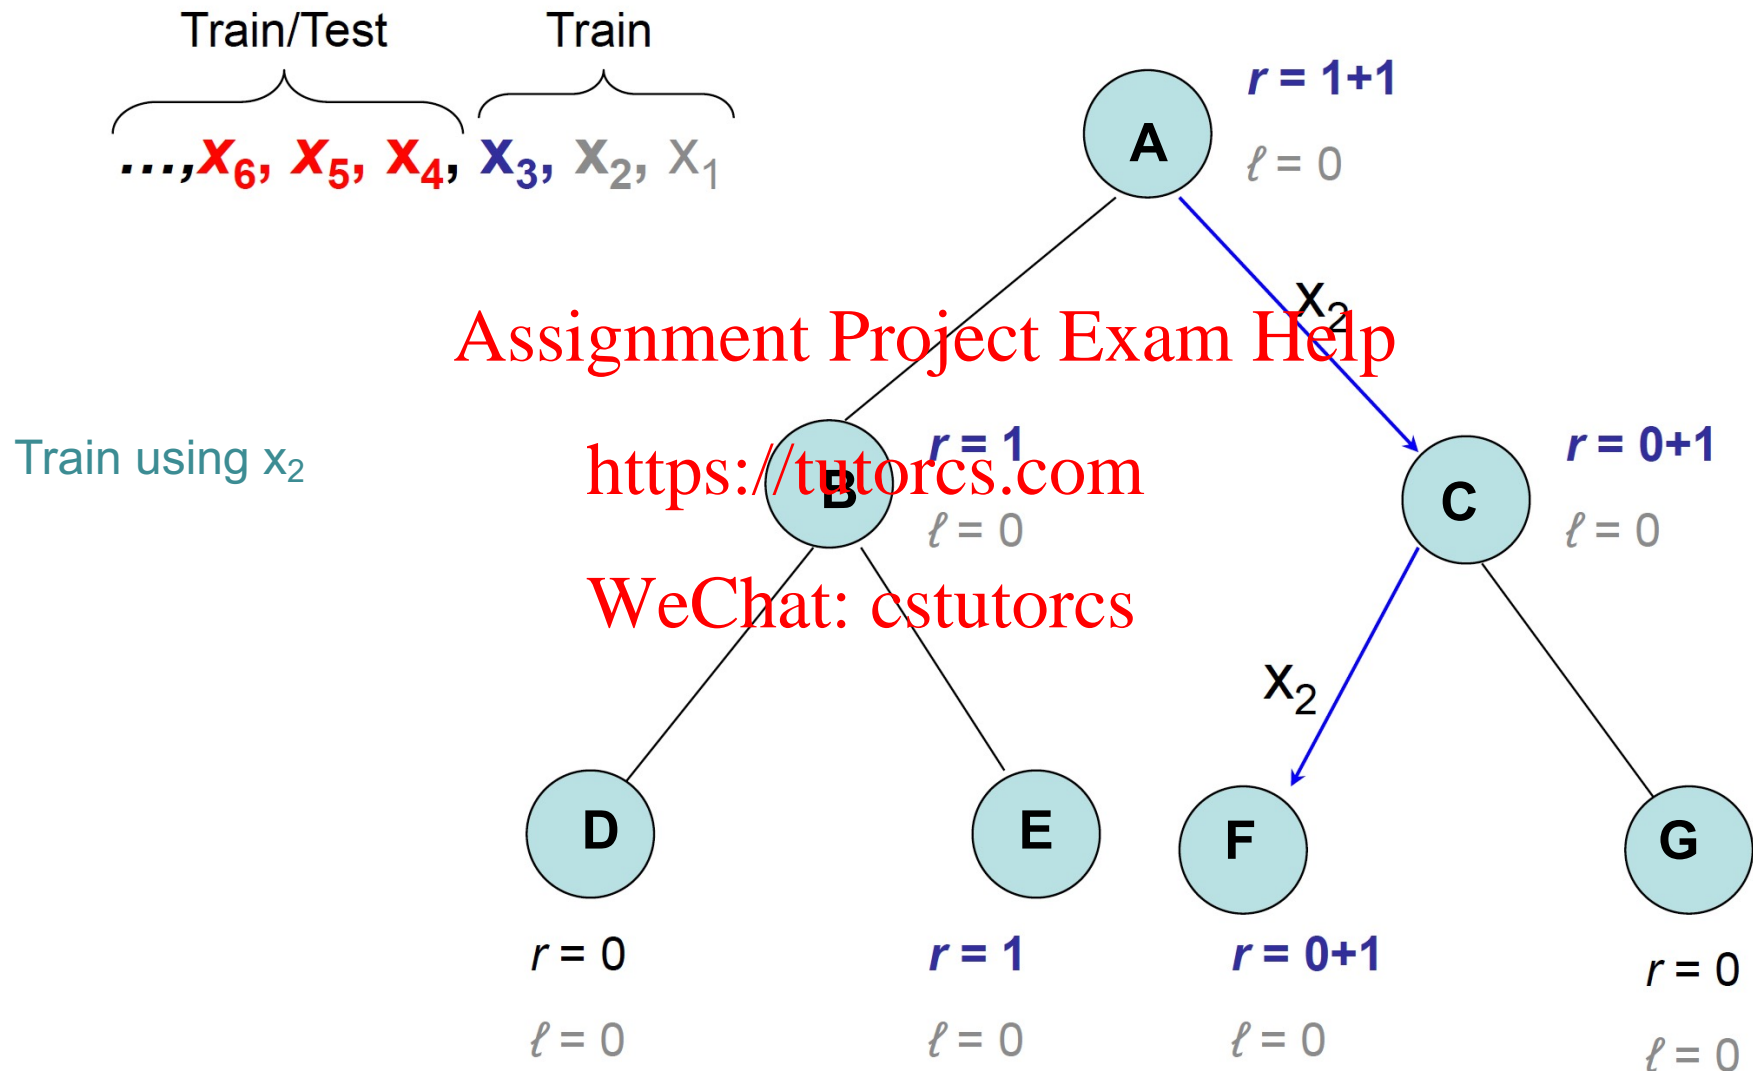 Train/Test Train
...,x₆, x₅, x₄, x₃, x₂, x₁
A
r = 1+1
ℓ = 0
x₂
Assignment Project Exam Help
Train using x₂
B
r = 1
ℓ = 0
https://tutorcs.com
C
r = 0+1
ℓ = 0
WeChat: cstutorcs
x₂
D
E
F
G
r = 0
r = 1
r = 0+1
r = 0
ℓ = 0
ℓ = 0
ℓ = 0
ℓ = 0